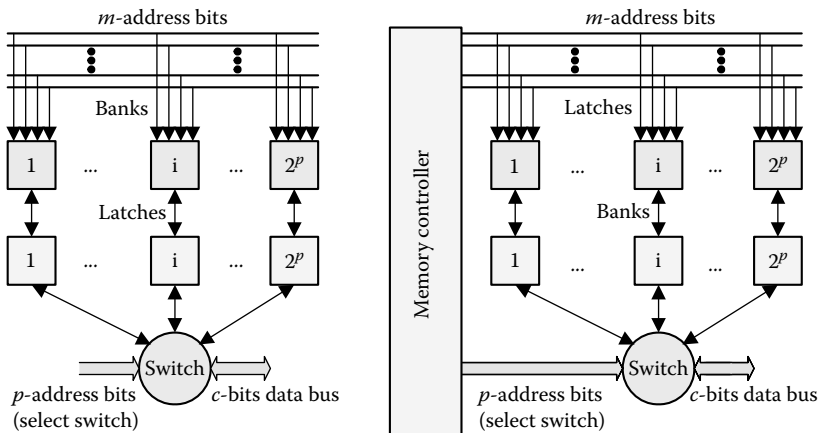 m-address bits
Banks
1 ... i ... 2^p
Latches
1 ... i ... 2^p
Switch
p-address bits
(select switch)
c-bits data bus
Memory controller
m-address bits
Latches
1 ... i ... 2^p
Banks
1 ... i ... 2^p
Switch
p-address bits
(select switch)
c-bits data bus